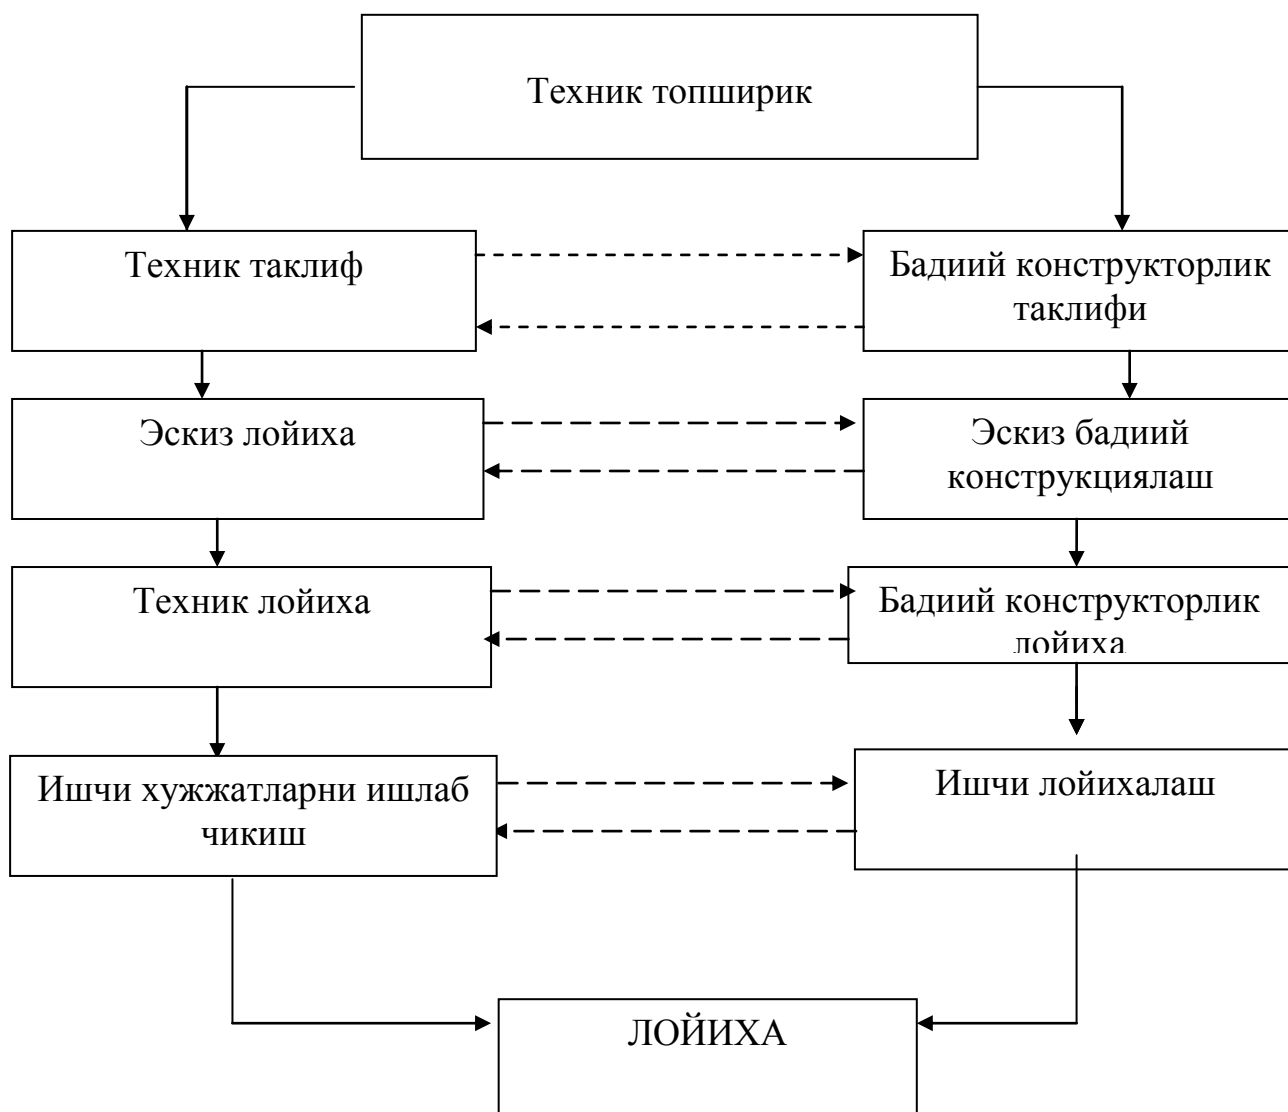 Техник топширик
Техник таклиф
Бадиий конструкторлик
таклифи
Эскиз лойиха
Эскиз бадиий
конструкциялаш
Техник лойиха
Бадиий конструкторлик
лойиха
Ишчи хужжатларни ишлаб
чикиш
Ишчи лойихалаш
ЛОЙИХА